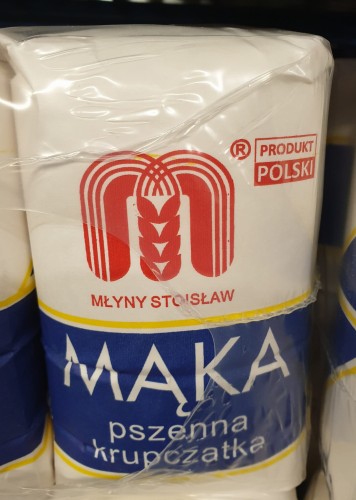 ®
PRODUKT
POLSKI
MŁYNY STOISŁAW
MĄKA
pszenna
krupczatka